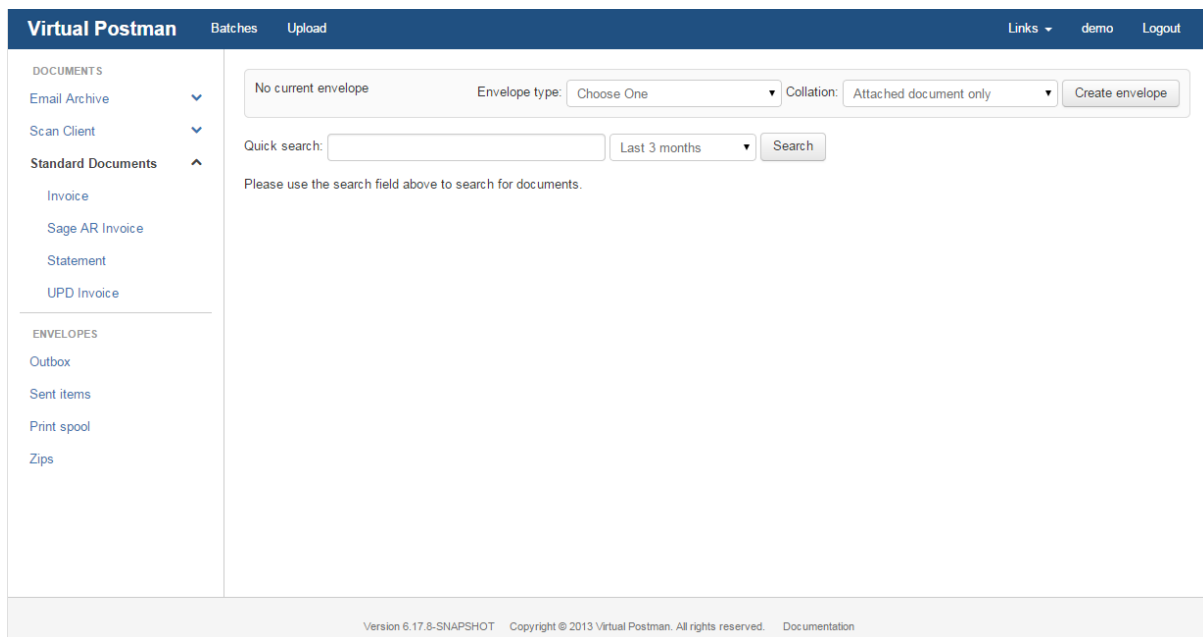 Virtual Postman Batches Upload Links demo Logout
DOCUMENTS
Email Archive
Scan Client
Standard Documents
Invoice
Sage AR Invoice
Statement
UPD Invoice
ENVELOPES
Outbox
Sent items
Print spool
Zips
No current envelope Envelope type: Choose One Collation: Attached document only Create envelope
Quick search: Last 3 months Search
Please use the search field above to search for documents.
Version 6.17.8-SNAPSHOT Copyright © 2013 Virtual Postman. All rights reserved. Documentation